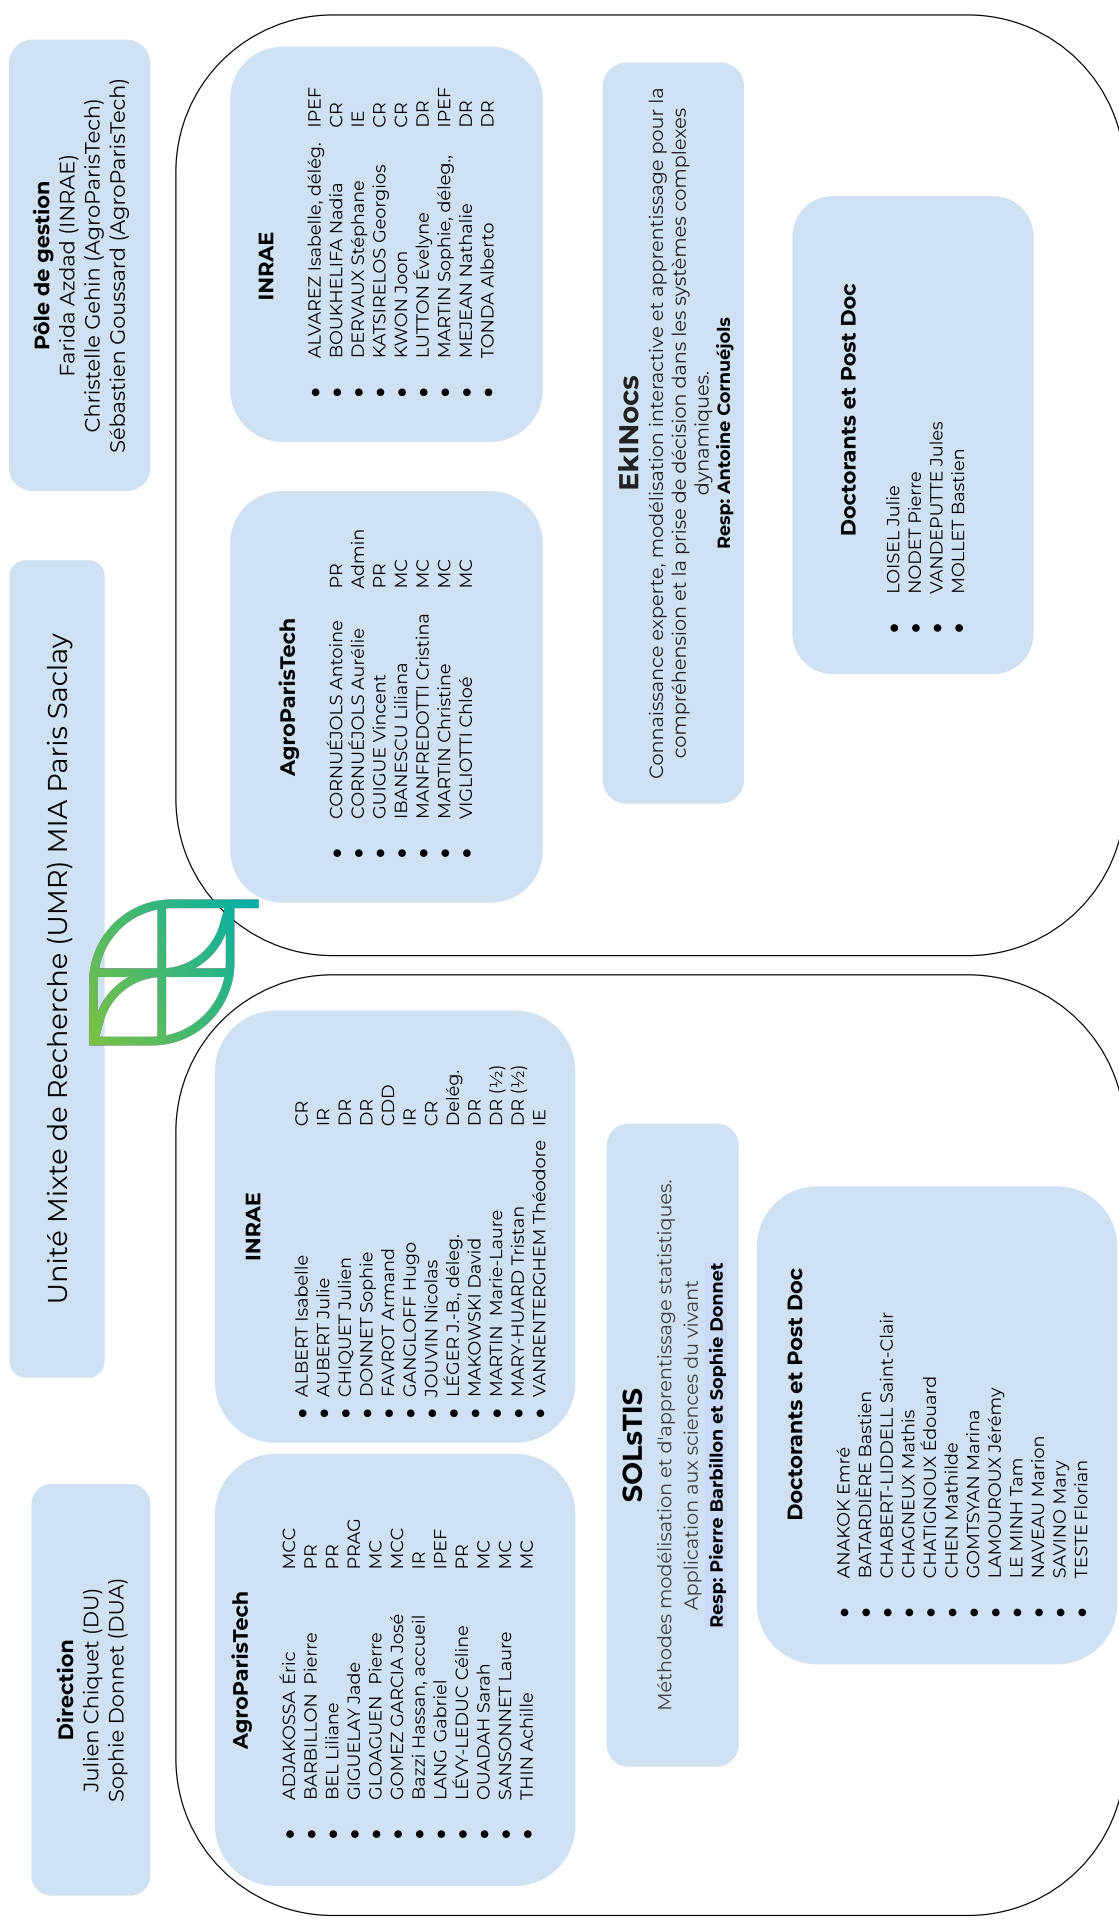 Direction
Julien Chiquet (DU)
Sophie Donnet (DUA)
Unité Mixte de Recherche (UMR) MIA Paris Saclay
Pôle de gestion
Farida Azdad (INRAE)
Christelle Gehin (AgroParisTech)
Sébastien Goussard (AgroParisTech)
AgroParisTech
• ADJAKOSSA Éric MCC
• BARBILLON Pierre PR
• BEL Liliane PR
• GIGUELAY Jade PRAG
• GLOAGUEN Pierre MC
• GOMEZ GARCIA José MCC
• Bazzi Hassan, accueil IR
• LANG Gabriel IPEF
• LÉVY-LEDUC Céline PR
• OUADAH Sarah MC
• SANSONNET Laure MC
• THIN Achille MC
INRAE
• ALBERT Isabelle CR
• AUBERT Julie IR
• CHIQUET Julien DR
• DONNET Sophie DR
• FAVROT Armand CDD
• GANGLOFF Hugo IR
• JOUVIN Nicolas CR
• LÉGER J.-B., déleg. Delég.
• MAKOWSKI David DR
• MARTIN Marie-Laure DR (½)
• MARY-HUARD Tristan DR (½)
• VANRENTERGHEM Théodore IE
SOLsTIS
Méthodes modélisation et d'apprentissage statistiques.
Application aux sciences du vivant
Resp: Pierre Barbillon et Sophie Donnet
Doctorants et Post Doc
• ANAKOK Emré
• BATARDIÈRE Bastien
• CHABERT-LIDDELL Saint-Clair
• CHAGNEUX Mathis
• CHATIGNOUX Édouard
• CHEN Mathilde
• GOMTSYAN Marina
• LAMOUROUX Jérémy
• LE MINH Tam
• NAVEAU Marion
• SAVINO Mary
• TESTE Florian
AgroParisTech
• CORNUÉJOLS Antoine PR
• CORNUÉJOLS Aurélie Admin
• GUIGUE Vincent PR
• IBANESCU Liliana MC
• MANFREDOTTI Cristina MC
• MARTIN Christine MC
• VIGLIOTTI Chloé MC
INRAE
• ALVAREZ Isabelle, délég. IPEF
• BOUKHELIFA Nadia CR
• DERVAUX Stéphane IE
• KATSIRELOS Georgios CR
• KWON Joon CR
• LUTTON Évelyne DR
• MARTIN Sophie, déleg., IPEF
• MEJEAN Nathalie DR
• TONDA Alberto DR
EkINocs
Connaissance experte, modélisation interactive et apprentissage pour la
compréhension et la prise de décision dans les systèmes complexes
dynamiques.
Resp: Antoine Cornuéjols
Doctorants et Post Doc
• LOISEL Julie
• NODET Pierre
• VANDEPUTTE Jules
• MOLLET Bastien